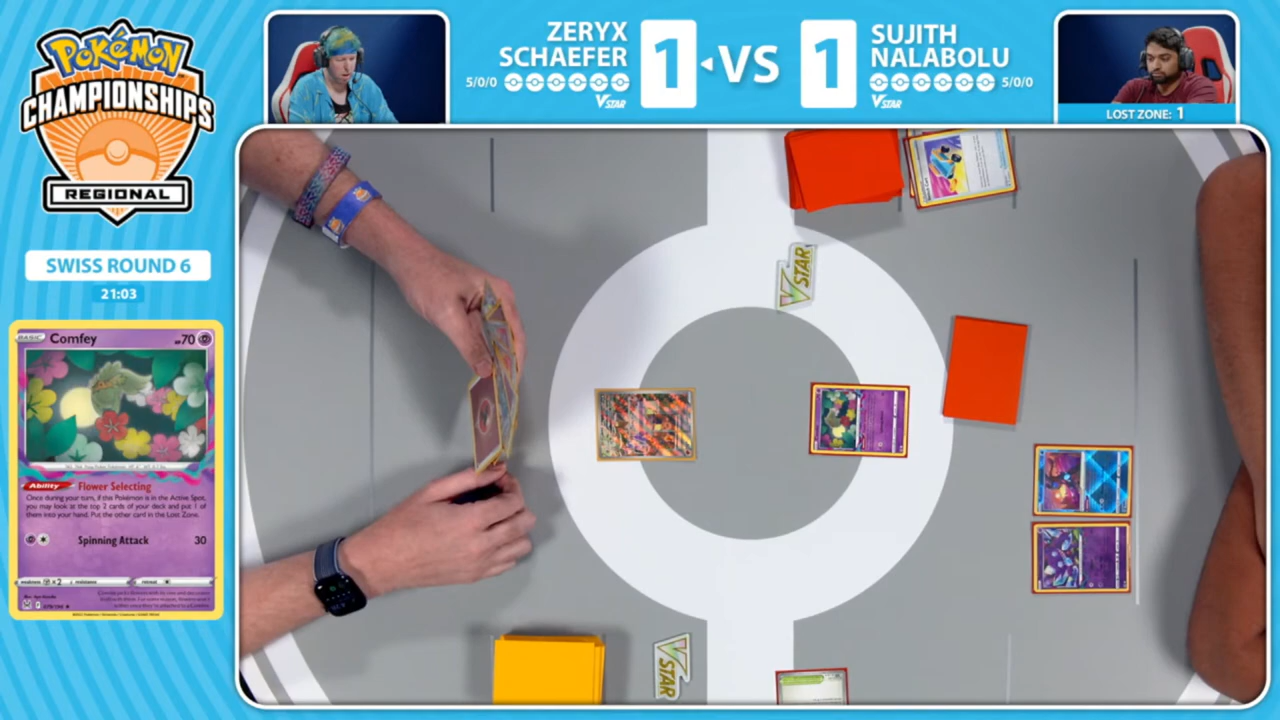 Pokémon
CHAMPIONSHIPS
REGIONAL
SWISS ROUND 6
21:03
ZERYX
SCHAEFER
5/0/0
VSTAR
1
VS
1
SUJITH
NALABOLU
5/0/0
VSTAR
LOST ZONE: 1
BASIC
Comfey
HP 70
Ability
Flower Selecting
Once during your turn, if this Pokémon is in the Active Spot,
you may look at the top 2 cards of your deck and put 1 of
them into your hand. Put the other card in the Lost Zone.
Spinning Attack 30
weakness x2 resistance retreat
VSTAR
VSTAR